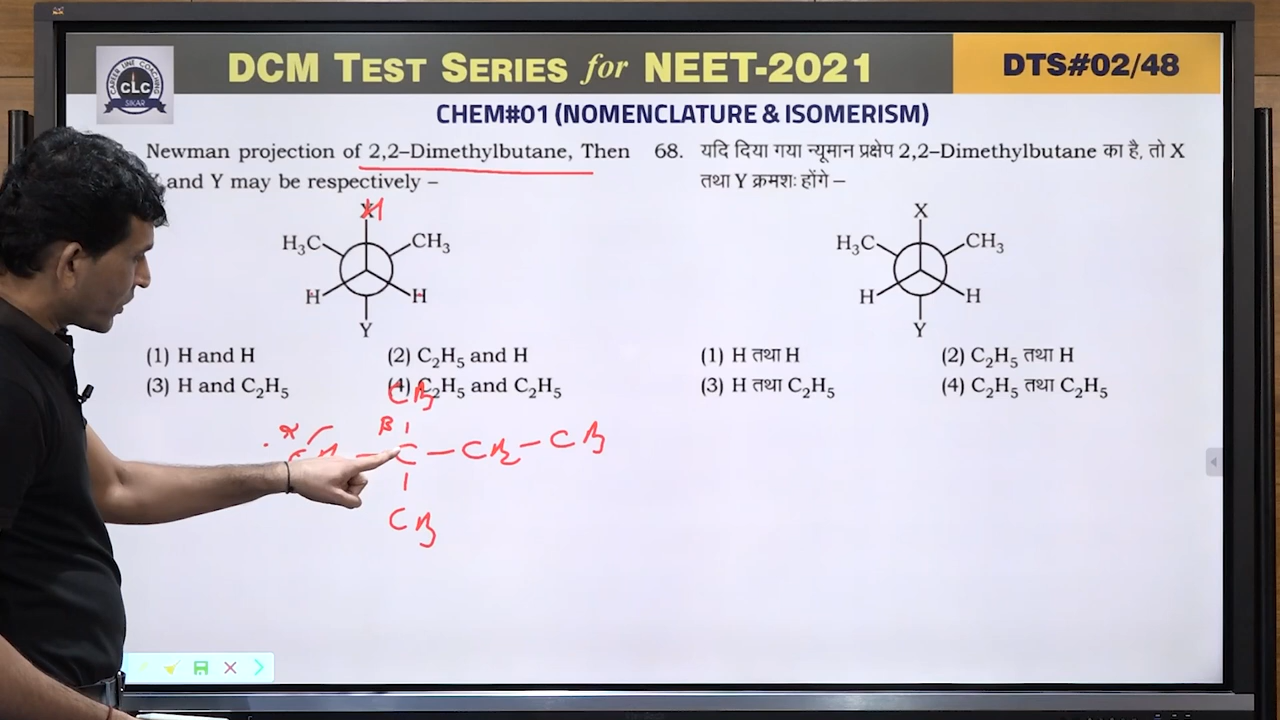 DCM TEST SERIES for NEET-2021
DTS#02/48
CLC
SIKAR
CHEM#01 (NOMENCLATURE & ISOMERISM)
Newman projection of 2,2–Dimethylbutane, Then
and Y may be respectively –
X H
H₃C CH₃
H H
Y
(1) H and H (2) C₂H₅ and H
(3) H and C₂H₅ (4) C₂H₅ and C₂H₅
68. यदि दिया गया न्यूमान प्रक्षेप 2,2–Dimethylbutane का है, तो X
तथा Y क्रमशः होंगे –
X
H₃C CH₃
H H
Y
(1) H तथा H (2) C₂H₅ तथा H
(3) H तथा C₂H₅ (4) C₂H₅ तथा C₂H₅
CH₃
C – CH₂ – CH₃
CH₃